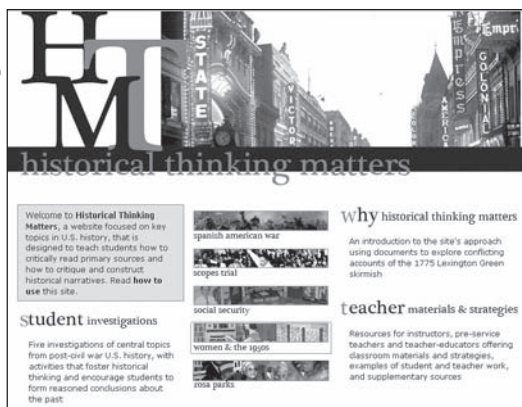 HTM
STATE
VICTOR
AMERICA
EMPRESS
COLONIAL
Empre
historical thinking matters
Welcome to Historical Thinking
Matters, a website focused on key
topics in U.S. history, that is
designed to teach students how to
critically read primary sources and
how to critique and construct
historical narratives. Read how to
use this site.
student investigations
Five investigations of central topics
from post-civil war U.S. history, with
activities that foster historical
thinking and encourage students to
form reasoned conclusions about
the past
spanish american war
scopes trial
social security
women & the 1950s
rosa parks
why historical thinking matters
An introduction to the site's approach
using documents to explore conflicting
accounts of the 1775 Lexington Green
skirmish
teacher materials & strategies
Resources for instructors, pre-service
teachers and teacher-educators offering
classroom materials and strategies,
examples of student and teacher work,
and supplementary sources